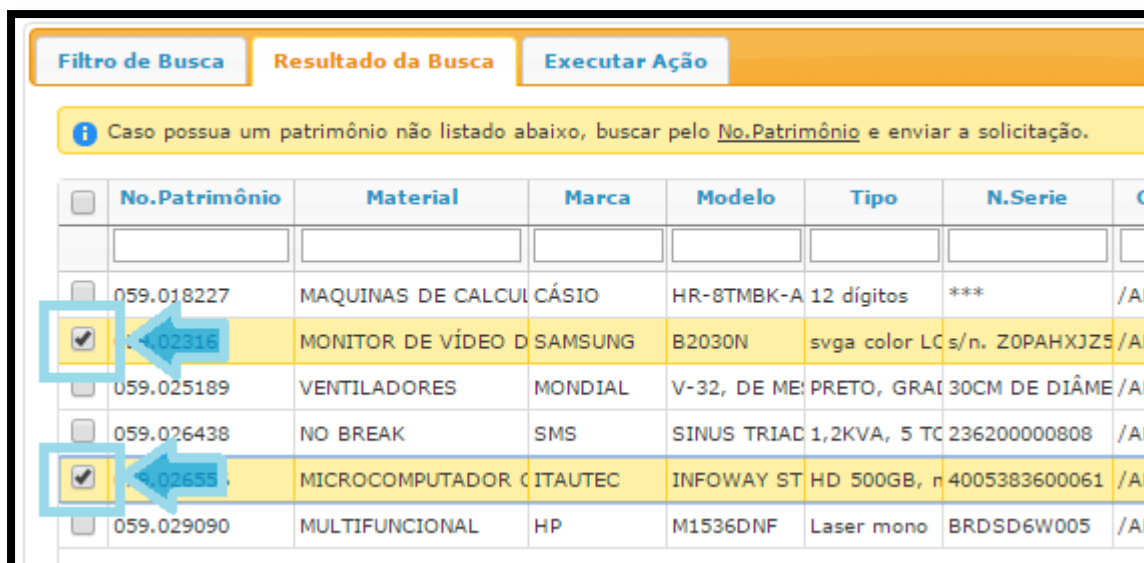 Filtro de Busca Resultado da Busca Executar Ação
Caso possua um patrimônio não listado abaixo, buscar pelo No.Patrimônio e enviar a solicitação.
No.Patrimônio Material Marca Modelo Tipo N.Serie
059.018227 MAQUINAS DE CALCUL CÁSIO HR-8TMBK-A 12 dígitos *** /A
MONITOR DE VÍDEO D SAMSUNG B2030N svga color LC s/n. Z0PAHXJZ5 /A
059.025189 VENTILADORES MONDIAL V-32, DE MES PRETO, GRAD 30CM DE DIÂME /A
059.026438 NO BREAK SMS SINUS TRIAD 1,2KVA, 5 TO 236200000808 /A
MICROCOMPUTADOR ITAUTEC INFOWAY ST HD 500GB, 4005383600061 /A
059.029090 MULTIFUNCIONAL HP M1536DNF Laser mono BRDSD6W005 /A